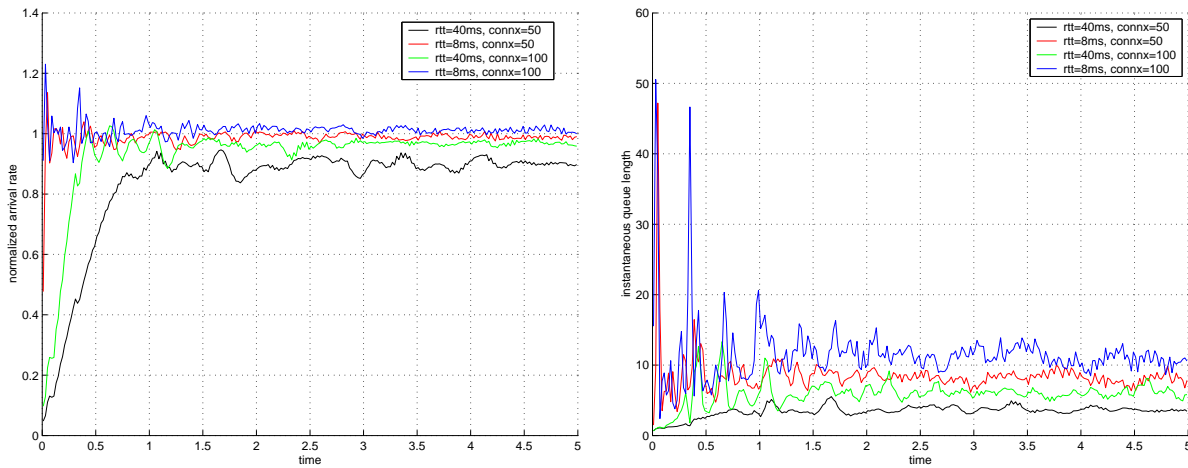 1.4
1.2
1
0.8
0.6
0.4
0.2
0
normalized arrival rate
rtt=40ms, connx=50
rtt=8ms, connx=50
rtt=40ms, connx=100
rtt=8ms, connx=100
0 0.5 1 1.5 2 2.5 3 3.5 4 4.5 5
time
60
50
40
30
20
10
0
instantaneous queue length
rtt=40ms, connx=50
rtt=8ms, connx=50
rtt=40ms, connx=100
rtt=8ms, connx=100
0 0.5 1 1.5 2 2.5 3 3.5 4 4.5 5
time